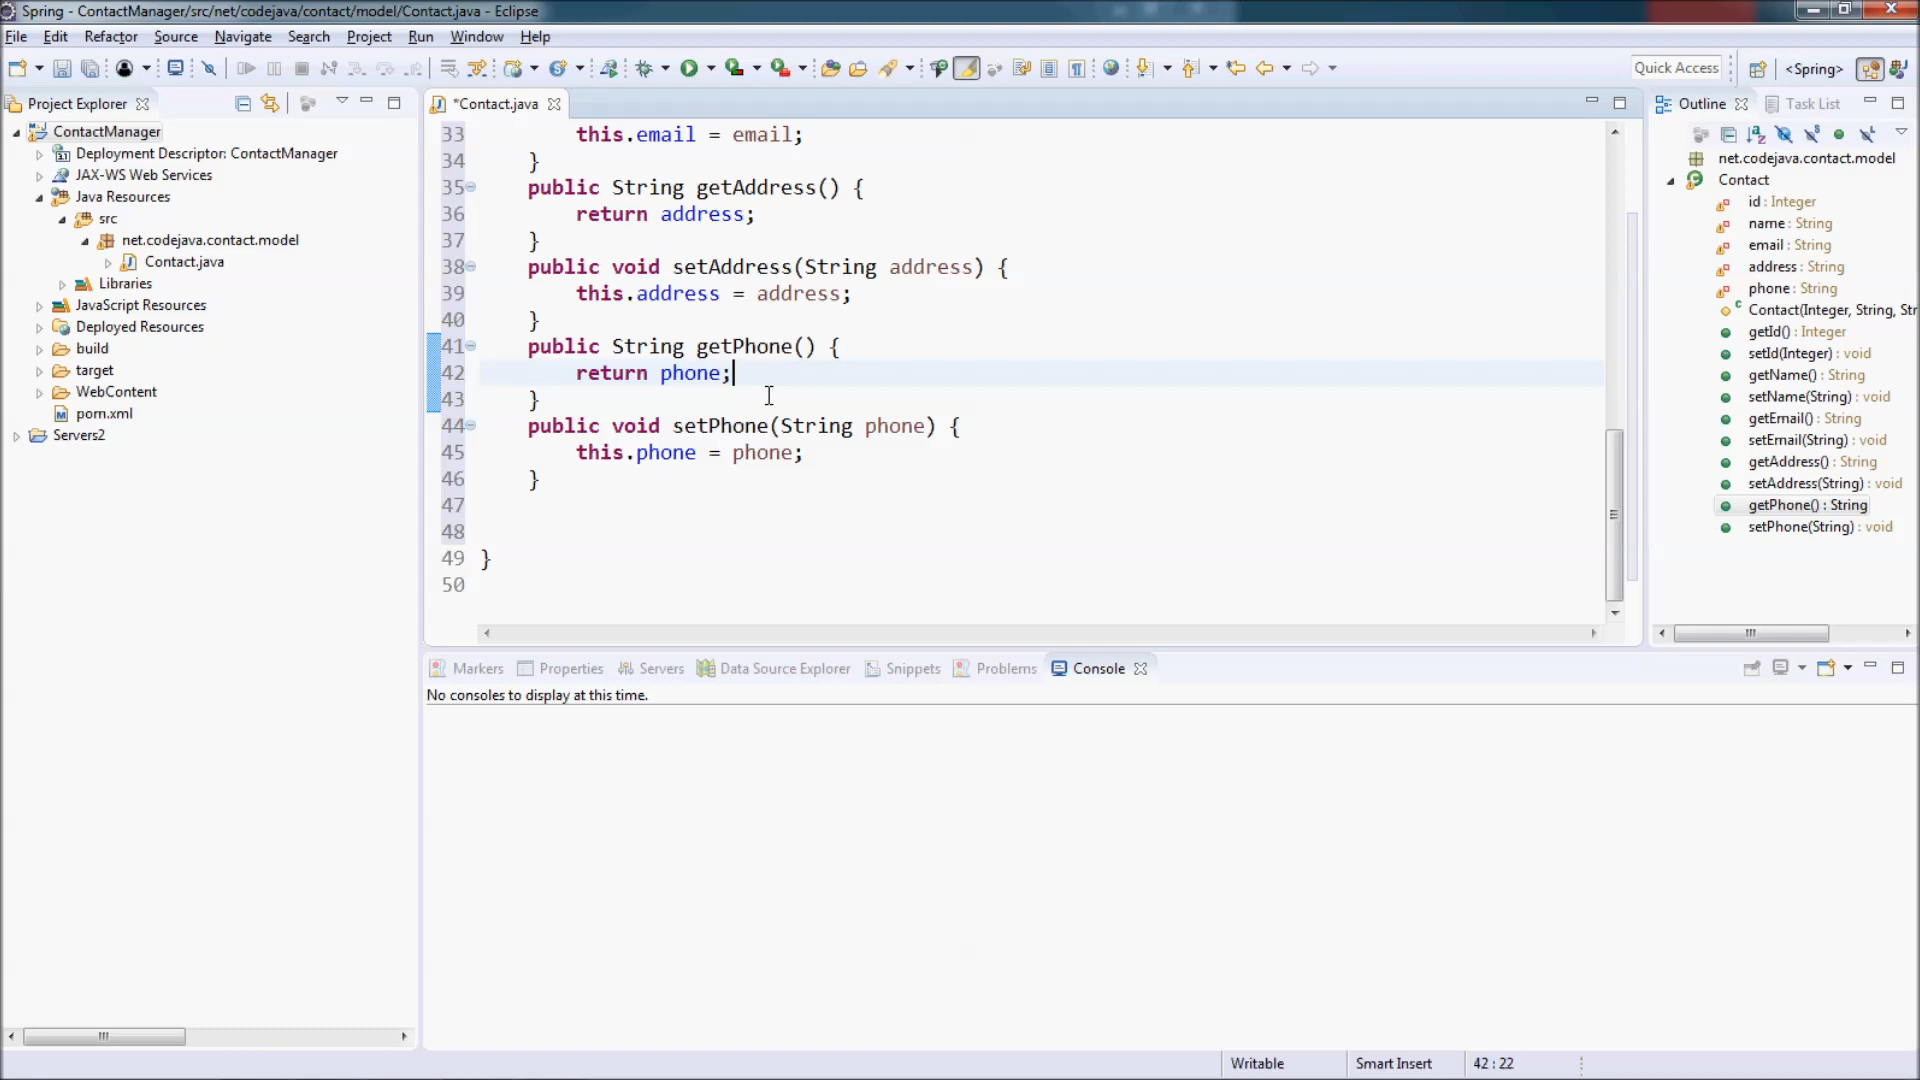 Spring - ContactManager/src/net/codejava/contact/model/Contact.java - Eclipse
File Edit Refactor Source Navigate Search Project Run Window Help
Quick Access
<Spring>
Project Explorer
ContactManager
Deployment Descriptor: ContactManager
JAX-WS Web Services
Java Resources
src
net.codejava.contact.model
Contact.java
Libraries
JavaScript Resources
Deployed Resources
build
target
WebContent
pom.xml
Servers2
*Contact.java
33 this.email = email;
34 }
35 public String getAddress() {
36 return address;
37 }
38 public void setAddress(String address) {
39 this.address = address;
40 }
41 public String getPhone() {
42 return phone;
43 }
44 public void setPhone(String phone) {
45 this.phone = phone;
46 }
47
48
49 }
50
Outline Task List
net.codejava.contact.model
Contact
id : Integer
name : String
email : String
address : String
phone : String
Contact(Integer, String, Str
getId() : Integer
setId(Integer) : void
getName() : String
setName(String) : void
getEmail() : String
setEmail(String) : void
getAddress() : String
setAddress(String) : void
getPhone() : String
setPhone(String) : void
Markers Properties Servers Data Source Explorer Snippets Problems Console
No consoles to display at this time.
Writable Smart Insert 42 : 22